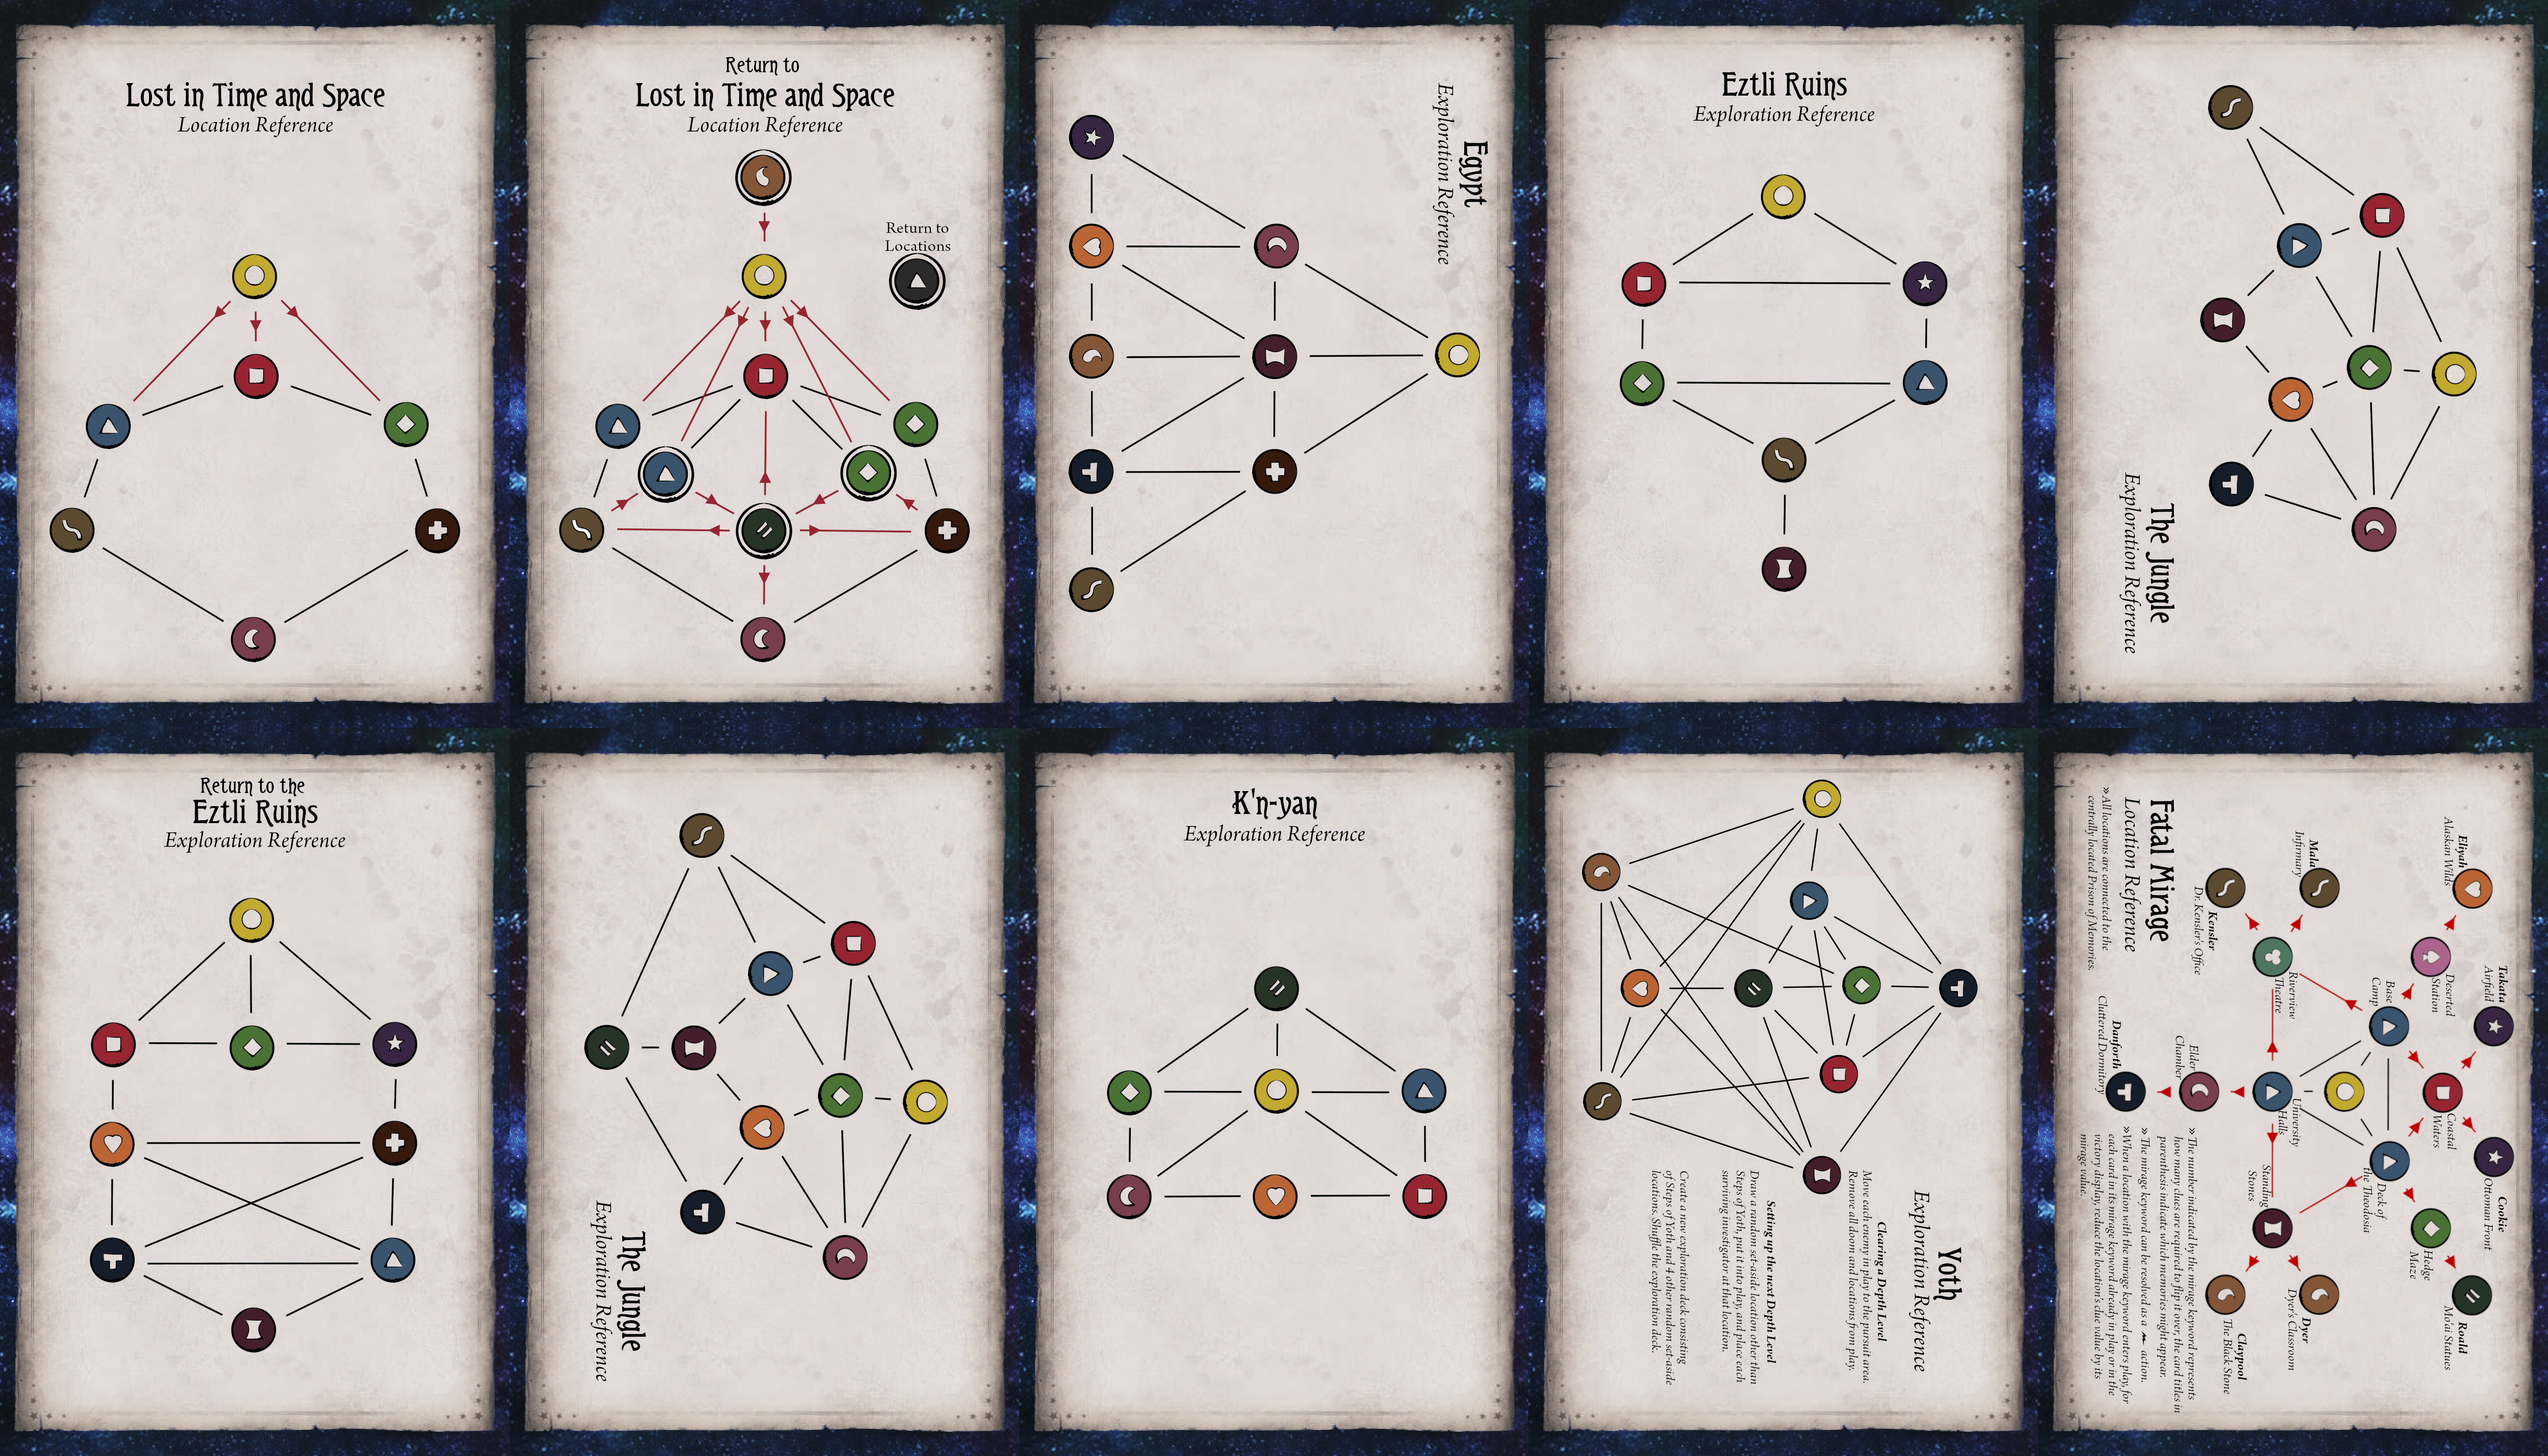 Lost in Time and Space
Location Reference
Return to
Lost in Time and Space
Location Reference
Return to
Locations
Egypt
Exploration Reference
Eztli Ruins
Exploration Reference
The Jungle
Exploration Reference
Return to the
Eztli Ruins
Exploration Reference
The Jungle
Exploration Reference
K'n-yan
Exploration Reference
Yoth
Exploration Reference
Clearing a Depth Level
Move each enemy in play to the pursuit area.
Remove all doom and locations from play.
Setting up the next Depth Level
Draw a random set-aside location other than
Steps of Yoth, put it into play, and place each
surviving investigator at that location.
Create a new exploration deck consisting
of Steps of Yoth and 4 other random set-aside
locations. Shuffle the exploration deck.
Fatal Mirage
Location Reference
» All locations are connected to the
centrally located Prison of Memories.
Eliyah
Alaskan Wilds
Mala
Infirmary
Kensler
Dr. Kensler's Office
Takata
Airfield
Deserted
Station
Base
Camp
Riverview
Theatre
Elder
Chamber
Danforth
Cluttered Dormitory
Coastal
Waters
University
Halls
Cookie
Ottoman Front
Deck of
the Theodosia
Standing
Stones
Hedge
Maze
Roald
Mo'ai Statues
Dyer
Dyer's Classroom
Claypool
The Black Stone
» The number indicated by the mirage keyword represents
how many clues are required to flip it over, the card titles in
parenthesis indicate which memories might appear.
» The mirage keyword can be resolved as a action.
» When a location with the mirage keyword enters play, for
each card in its mirage keyword already in play or in the
victory display, reduce the location's clue value by its
mirage value.